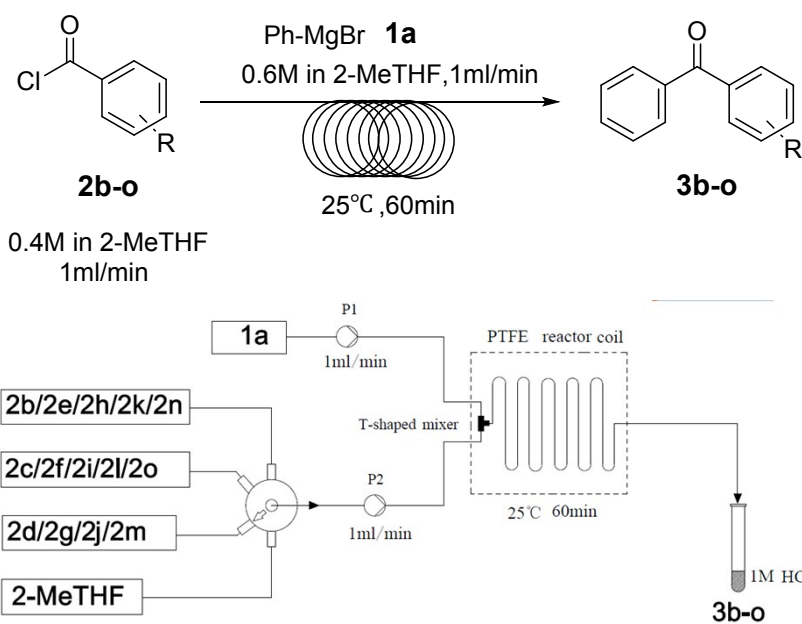 O
Cl
R
2b-o
0.4M in 2-MeTHF
1ml/min
Ph-MgBr 1a
0.6M in 2-MeTHF,1ml/min
25℃ ,60min
O
R
3b-o
1a
P1
1ml/min
PTFE reactor coil
2b/2e/2h/2k/2n
T-shaped mixer
2c/2f/2i/2l/2o
P2
1ml/min
25℃ 60min
2d/2g/2j/2m
2-MeTHF
1M HC
3b-o